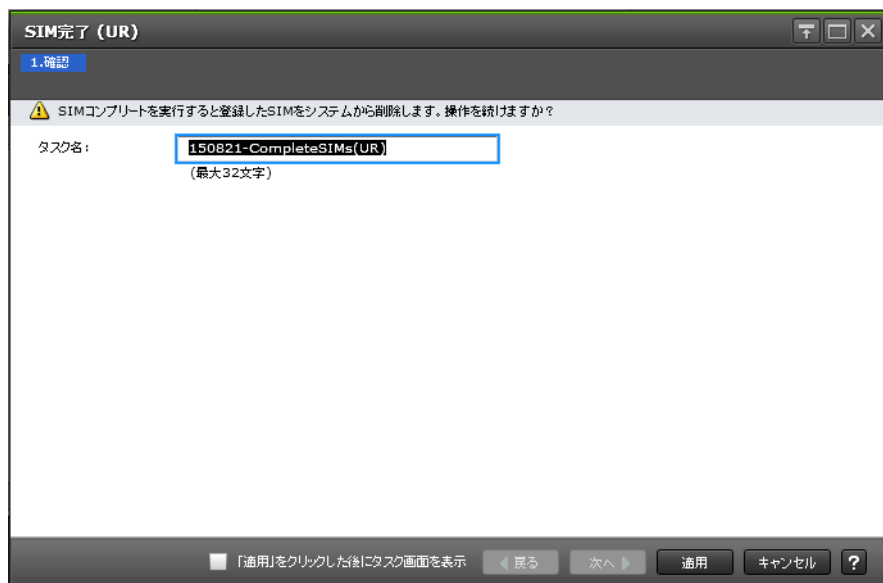 SIM完了 (UR)
1.確認
SIMコンプリートを実行すると登録したSIMをシステムから削除します。操作を続けますか?
タスク名: 150821-CompleteSIMs(UR)
(最大32文字)
「適用」をクリックした後にタスク画面を表示 戻る 次へ 適用 キャンセル ?